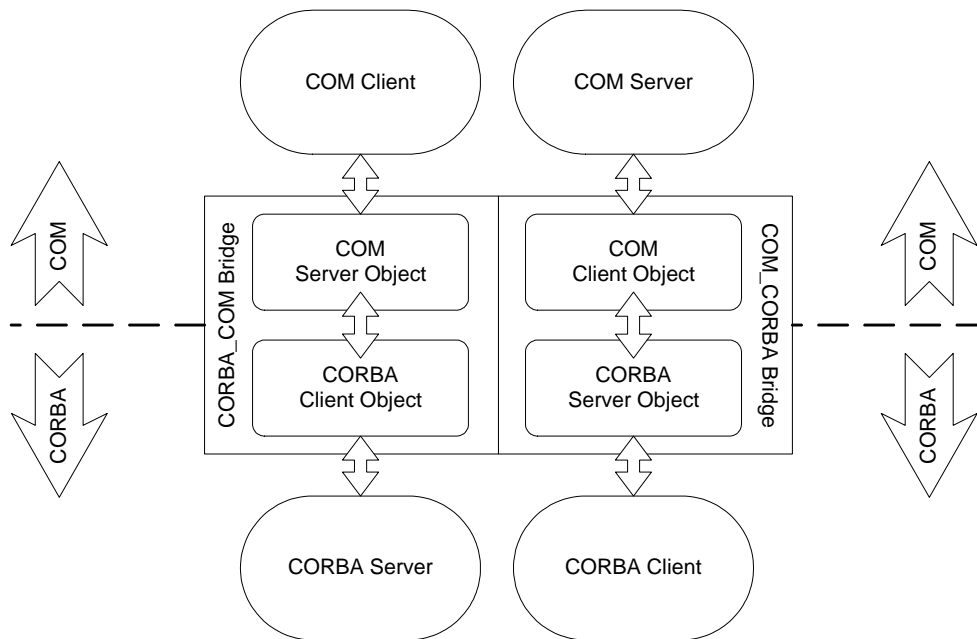 COM Client
COM Server
COM
CORBA_COM Bridge
COM
Server Object
COM
Client Object
COM_CORBA Bridge
COM
CORBA
CORBA
Client Object
CORBA
Server Object
CORBA
CORBA Server
CORBA Client